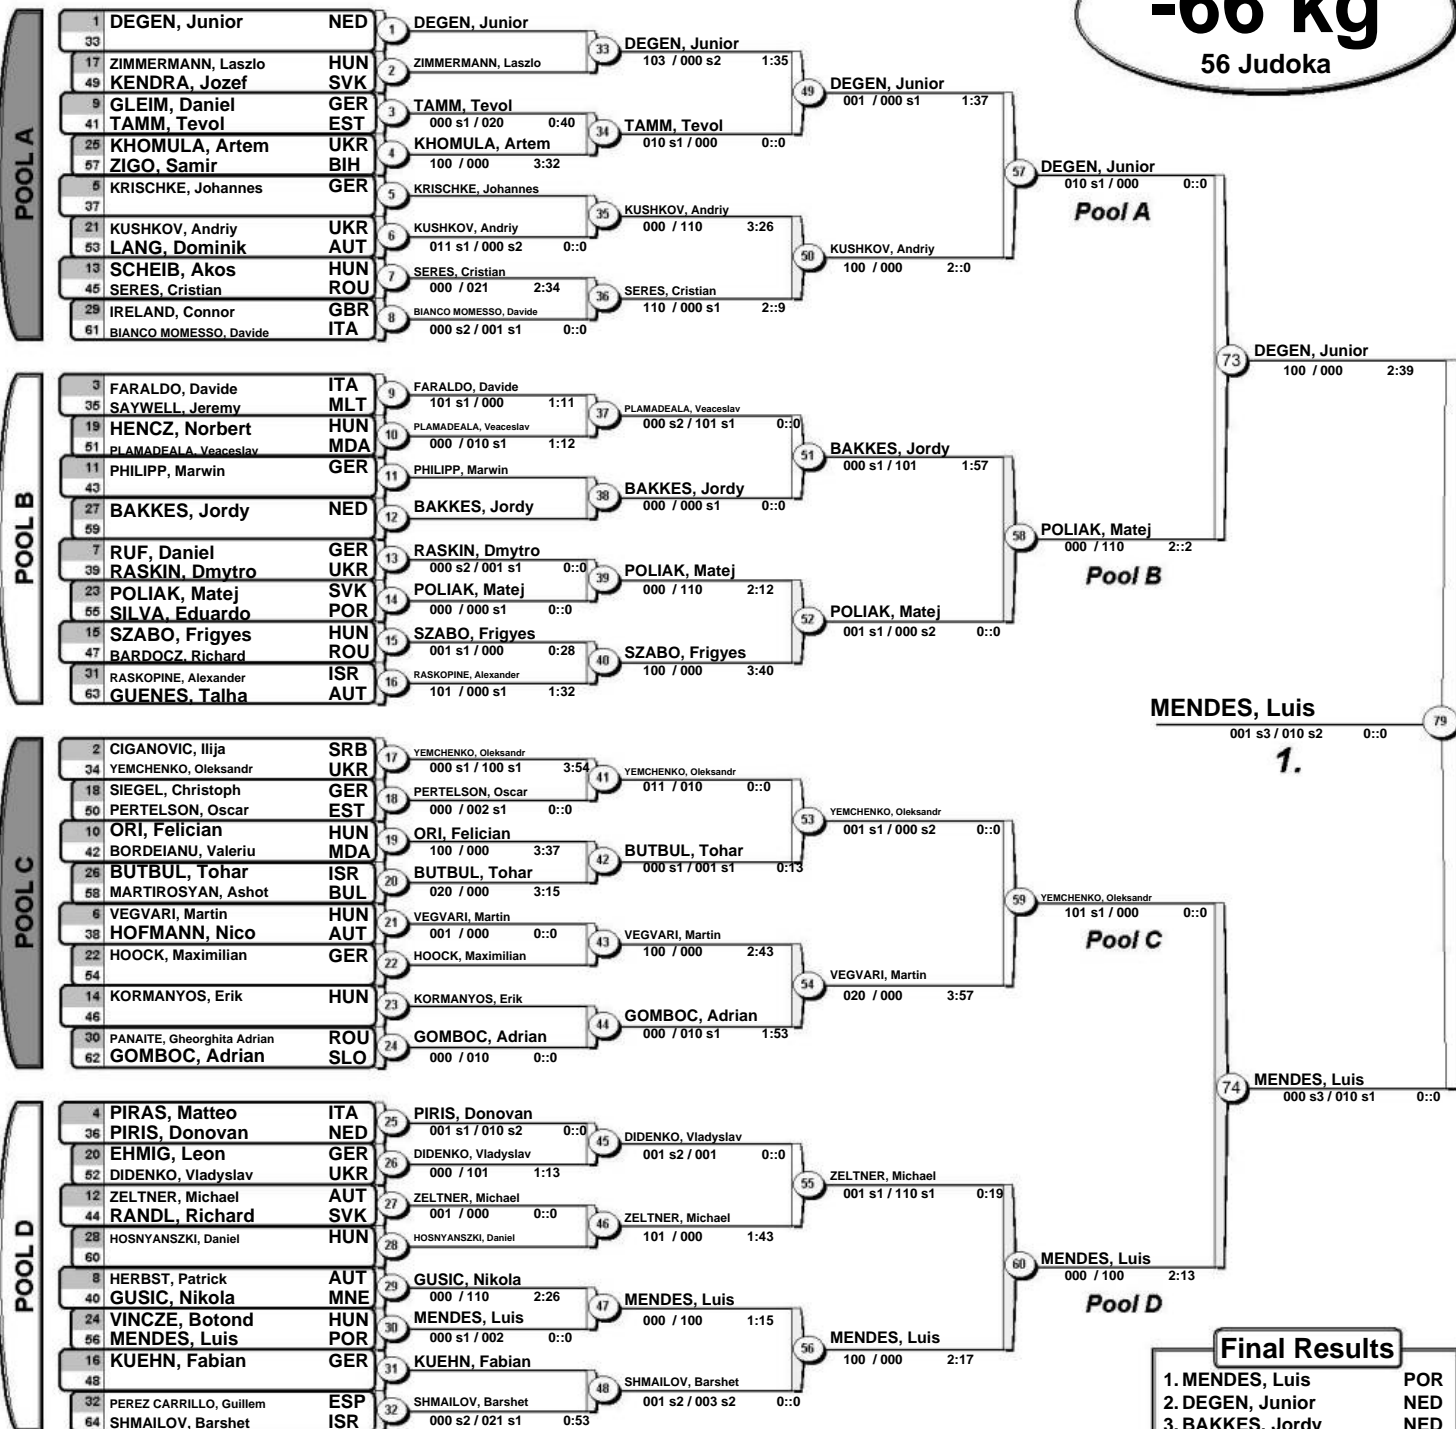 -66 kg
56 Judoka
POOL A
1 DEGEN, Junior NED
33
17 ZIMMERMANN, Laszlo HUN
49 KENDRA, Jozef SVK
9 GLEIM, Daniel GER
41 TAMM, Tevol EST
25 KHOMULA, Artem UKR
57 ZIGO, Samir BIH
5 KRISCHKE, Johannes GER
37
21 KUSHKOV, Andriy UKR
53 LANG, Dominik AUT
13 SCHEIB, Akos HUN
45 SERES, Cristian ROU
29 IRELAND, Connor GBR
61 BIANCO MOMESSO, Davide ITA
1 DEGEN, Junior
2 ZIMMERMANN, Laszlo
3 TAMM, Tevol
000 s1 / 020 0:40
4 KHOMULA, Artem
100 / 000 3:32
5 KRISCHKE, Johannes
6 KUSHKOV, Andriy
011 s1 / 000 s2 0::0
7 SERES, Cristian
000 / 021 2:34
8 BIANCO MOMESSO, Davide
000 s2 / 001 s1 0::0
33 DEGEN, Junior
103 / 000 s2 1:35
34 TAMM, Tevol
010 s1 / 000 0::0
35 KUSHKOV, Andriy
000 / 110 3:26
36 SERES, Cristian
110 / 000 s1 2::9
49 DEGEN, Junior
001 / 000 s1 1:37
50 KUSHKOV, Andriy
100 / 000 2::0
57 DEGEN, Junior
010 s1 / 000 0::0
Pool A
POOL B
3 FARALDO, Davide ITA
35 SAYWELL, Jeremy MLT
19 HENCZ, Norbert HUN
51 PLAMADEALA, Veaceslav MDA
11 PHILIPP, Marwin GER
43
27 BAKKES, Jordy NED
59
7 RUF, Daniel GER
39 RASKIN, Dmytro UKR
23 POLIAK, Matej SVK
55 SILVA, Eduardo POR
15 SZABO, Frigyes HUN
47 BARDOCZ, Richard ROU
31 RASKOPINE, Alexander ISR
63 GUENES, Talha AUT
9 FARALDO, Davide
101 s1 / 000 1:11
10 PLAMADEALA, Veaceslav
000 / 010 s1 1:12
11 PHILIPP, Marwin
12 BAKKES, Jordy
13 RASKIN, Dmytro
000 s2 / 001 s1 0::0
14 POLIAK, Matej
000 / 000 s1 0::0
15 SZABO, Frigyes
001 s1 / 000 0:28
16 RASKOPINE, Alexander
101 / 000 s1 1:32
37 PLAMADEALA, Veaceslav
000 s2 / 101 s1 0::0
38 BAKKES, Jordy
000 / 000 s1 0::0
39 POLIAK, Matej
000 / 110 2:12
40 SZABO, Frigyes
100 / 000 3:40
51 BAKKES, Jordy
000 s1 / 101 1:57
52 POLIAK, Matej
001 s1 / 000 s2 0::0
58 POLIAK, Matej
000 / 110 2::2
Pool B
73 DEGEN, Junior
100 / 000 2:39
MENDES, Luis 79
001 s3 / 010 s2 0::0
1.
POOL C
2 CIGANOVIC, Ilija SRB
34 YEMCHENKO, Oleksandr UKR
18 SIEGEL, Christoph GER
50 PERTELSON, Oscar EST
10 ORI, Felician HUN
42 BORDEIANU, Valeriu MDA
26 BUTBUL, Tohar ISR
58 MARTIROSYAN, Ashot BUL
6 VEGVARI, Martin HUN
38 HOFMANN, Nico AUT
22 HOOCK, Maximilian GER
54
14 KORMANYOS, Erik HUN
46
30 PANAITE, Gheorghita Adrian ROU
62 GOMBOC, Adrian SLO
17 YEMCHENKO, Oleksandr
000 s1 / 100 s1 3:54
18 PERTELSON, Oscar
000 / 002 s1 0::0
19 ORI, Felician
100 / 000 3:37
20 BUTBUL, Tohar
020 / 000 3:15
21 VEGVARI, Martin
001 / 000 0::0
22 HOOCK, Maximilian
23 KORMANYOS, Erik
24 GOMBOC, Adrian
000 / 010 0::0
41 YEMCHENKO, Oleksandr
011 / 010 0::0
42 BUTBUL, Tohar
000 s1 / 001 s1 0:13
43 VEGVARI, Martin
100 / 000 2:43
44 GOMBOC, Adrian
000 / 010 s1 1:53
53 YEMCHENKO, Oleksandr
001 s1 / 000 s2 0::0
54 VEGVARI, Martin
020 / 000 3:57
59 YEMCHENKO, Oleksandr
101 s1 / 000 0::0
Pool C
POOL D
4 PIRAS, Matteo ITA
36 PIRIS, Donovan NED
20 EHMIG, Leon GER
52 DIDENKO, Vladyslav UKR
12 ZELTNER, Michael AUT
44 RANDL, Richard SVK
28 HOSNYANSZKI, Daniel HUN
60
8 HERBST, Patrick AUT
40 GUSIC, Nikola MNE
24 VINCZE, Botond HUN
56 MENDES, Luis POR
16 KUEHN, Fabian GER
48
32 PEREZ CARRILLO, Guillem ESP
64 SHMAILOV, Barshet ISR
25 PIRIS, Donovan
001 s1 / 010 s2 0::0
26 DIDENKO, Vladyslav
000 / 101 1:13
27 ZELTNER, Michael
001 / 000 0::0
28 HOSNYANSZKI, Daniel
29 GUSIC, Nikola
000 / 110 2:26
30 MENDES, Luis
000 s1 / 002 0::0
31 KUEHN, Fabian
32 SHMAILOV, Barshet
000 s2 / 021 s1 0:53
45 DIDENKO, Vladyslav
001 s2 / 001 0::0
46 ZELTNER, Michael
101 / 000 1:43
47 MENDES, Luis
000 / 100 1:15
48 SHMAILOV, Barshet
001 s2 / 003 s2 0::0
55 ZELTNER, Michael
001 s1 / 110 s1 0:19
56 MENDES, Luis
100 / 000 2:17
60 MENDES, Luis
000 / 100 2:13
Pool D
74 MENDES, Luis
000 s3 / 010 s1 0::0
Final Results
1. MENDES, Luis POR
2. DEGEN, Junior NED
3. BAKKES, Jordy NED